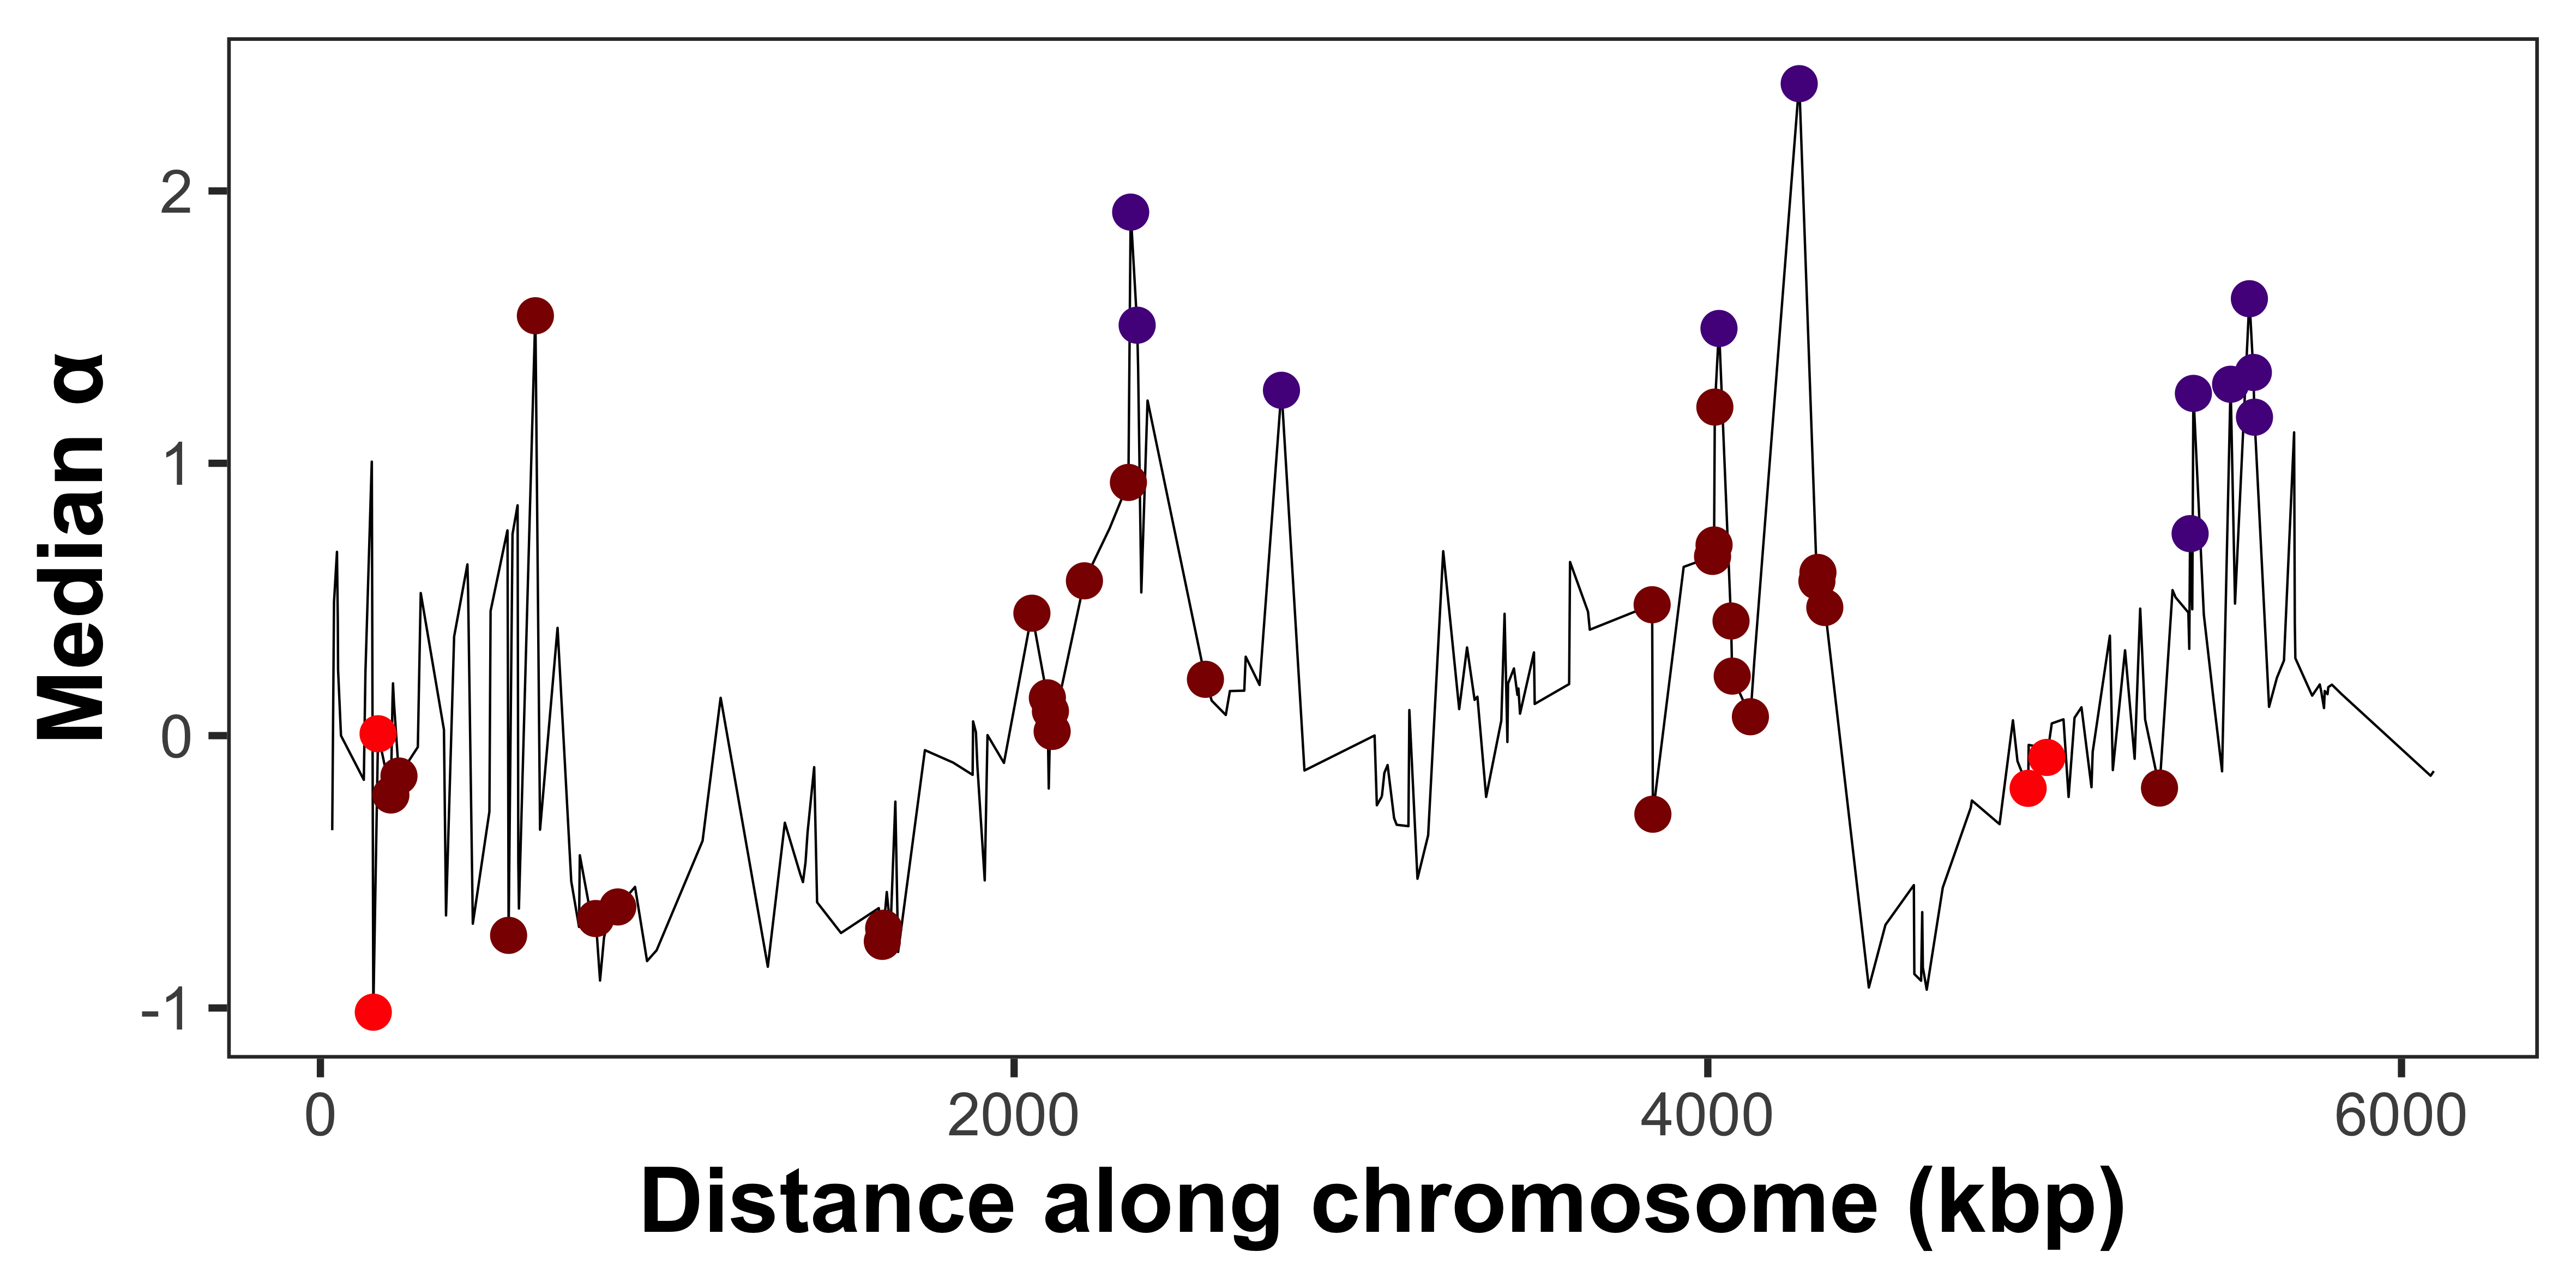 Median α
2
1
0
-1
0 2000 4000 6000
Distance along chromosome (kbp)